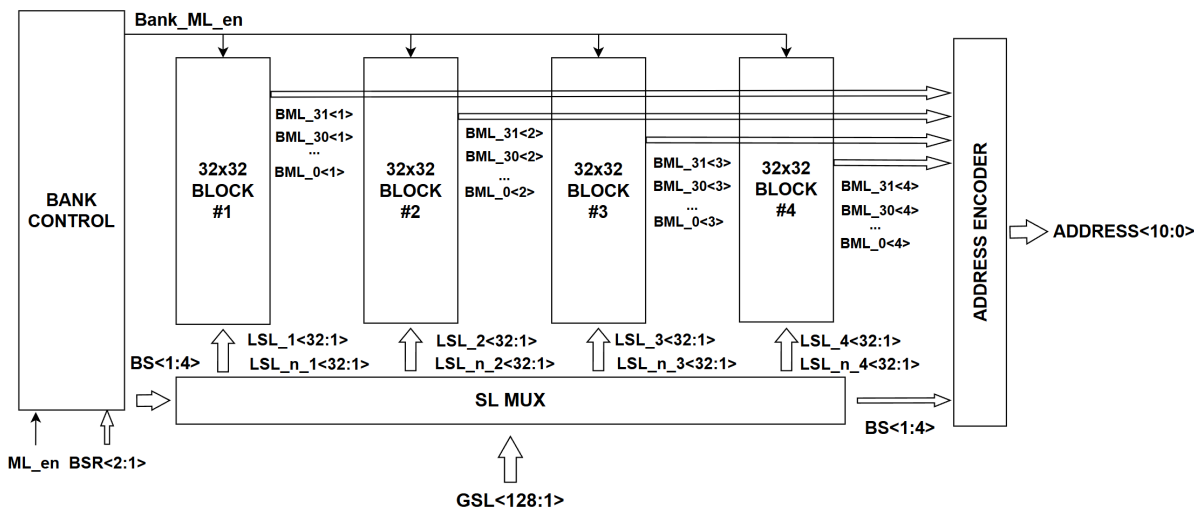 Bank_ML_en
BANK
CONTROL
32x32
BLOCK
#1
BML_31<1>
BML_30<1>
...
BML_0<1>
32x32
BLOCK
#2
BML_31<2>
BML_30<2>
...
BML_0<2>
32x32
BLOCK
#3
BML_31<3>
BML_30<3>
...
BML_0<3>
32x32
BLOCK
#4
BML_31<4>
BML_30<4>
...
BML_0<4>
ADDRESS ENCODER
ADDRESS<10:0>
LSL_1<32:1>
LSL_n_1<32:1>
LSL_2<32:1>
LSL_n_2<32:1>
LSL_3<32:1>
LSL_n_3<32:1>
LSL_4<32:1>
LSL_n_4<32:1>
BS<1:4>
SL MUX
BS<1:4>
ML_en
BSR<2:1>
GSL<128:1>